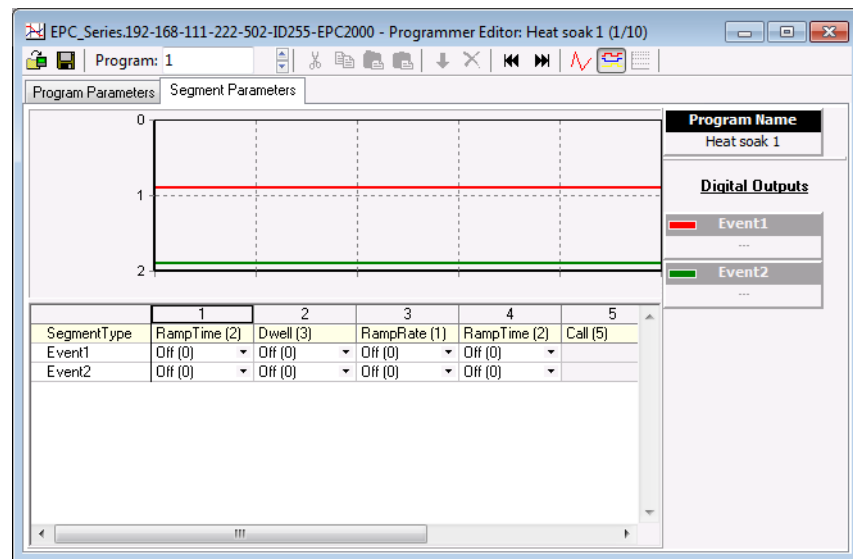 EPC_Series.192-168-111-222-502-ID255-EPC2000 - Programmer Editor: Heat soak 1 (1/10)
Program: 1
Program Parameters Segment Parameters
0
1
2
Program Name
Heat soak 1
Digital Outputs
Event1
---
Event2
---
1 2 3 4 5
SegmentType RampTime (2) Dwell (3) RampRate (1) RampTime (2) Call (5)
Event1 Off (0) Off (0) Off (0) Off (0)
Event2 Off (0) Off (0) Off (0) Off (0)